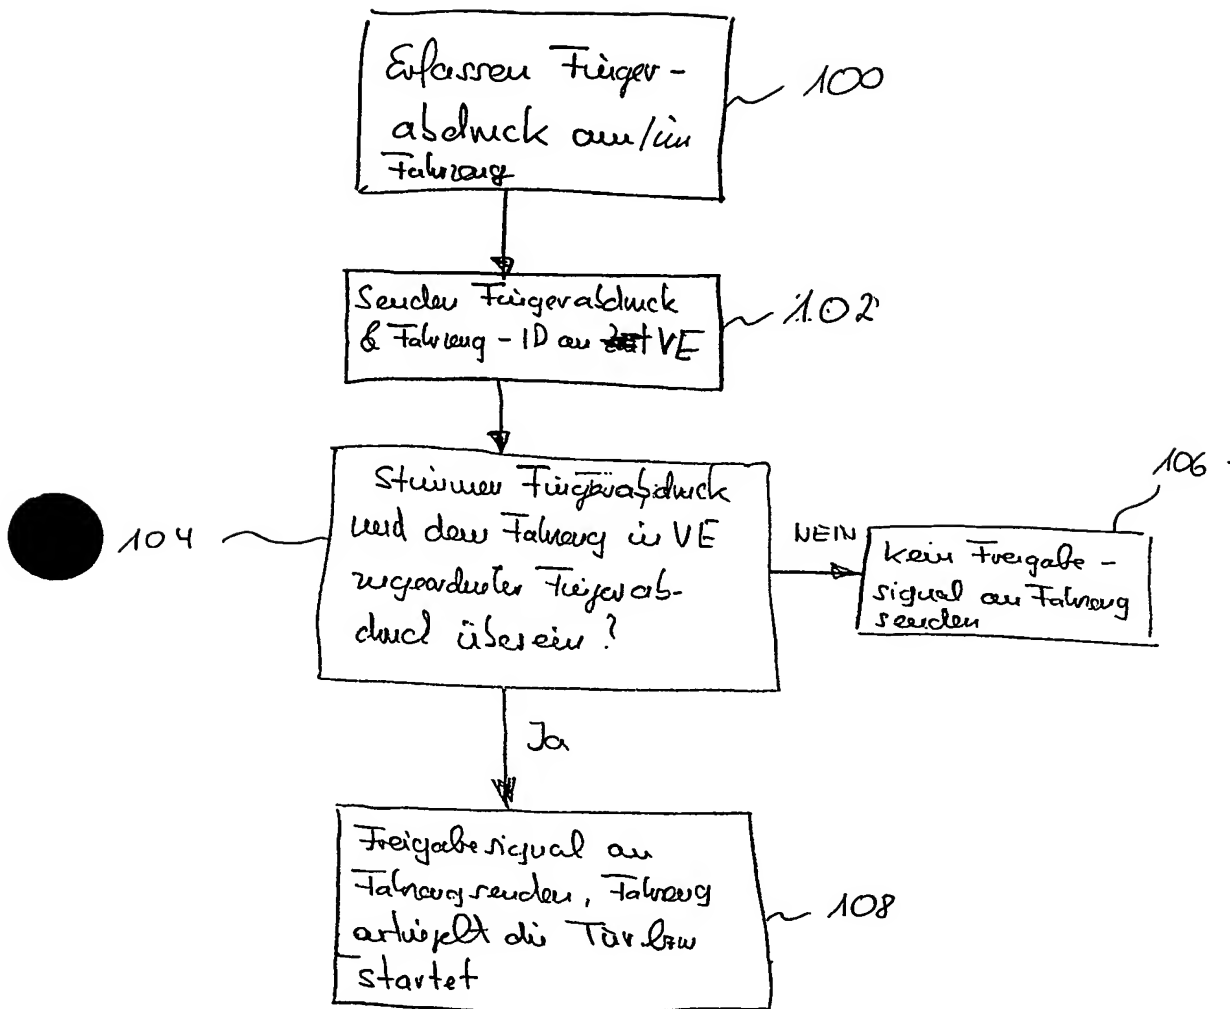 Erfassen Finger-
abdruck am/im
Fahrzeug
100
Senden Fingerabdruck
& Fahrzeug-ID an VE
102
Stimmen Fingerabdruck
und dem Fahrzeug in VE
zugeordneter Fingerab-
druck überein?
104
NEIN
106
kein Freigabe-
signal an Fahrzeug
senden
Ja
Freigabesignal an
Fahrzeug senden, Fahrzeug
entriegelt die Tür bzw
startet
108